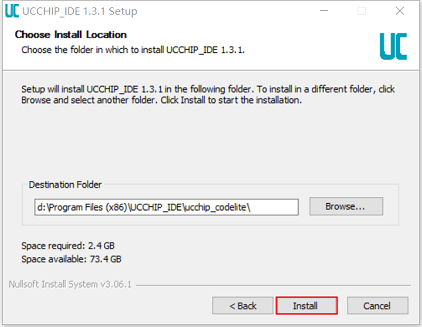 UC UCCHIP_IDE 1.3.1 Setup
Choose Install Location
Choose the folder in which to install UCCHIP_IDE 1.3.1.
UC
Setup will install UCCHIP_IDE 1.3.1 in the following folder. To install in a different folder, click
Browse and select another folder. Click Install to start the installation.
Destination Folder
d:\Program Files (x86)\UCCHIP_IDE\ucchip_codelite\
Browse...
Space required: 2.4 GB
Space available: 73.4 GB
Nullsoft Install System v3.06.1
< Back
Install
Cancel